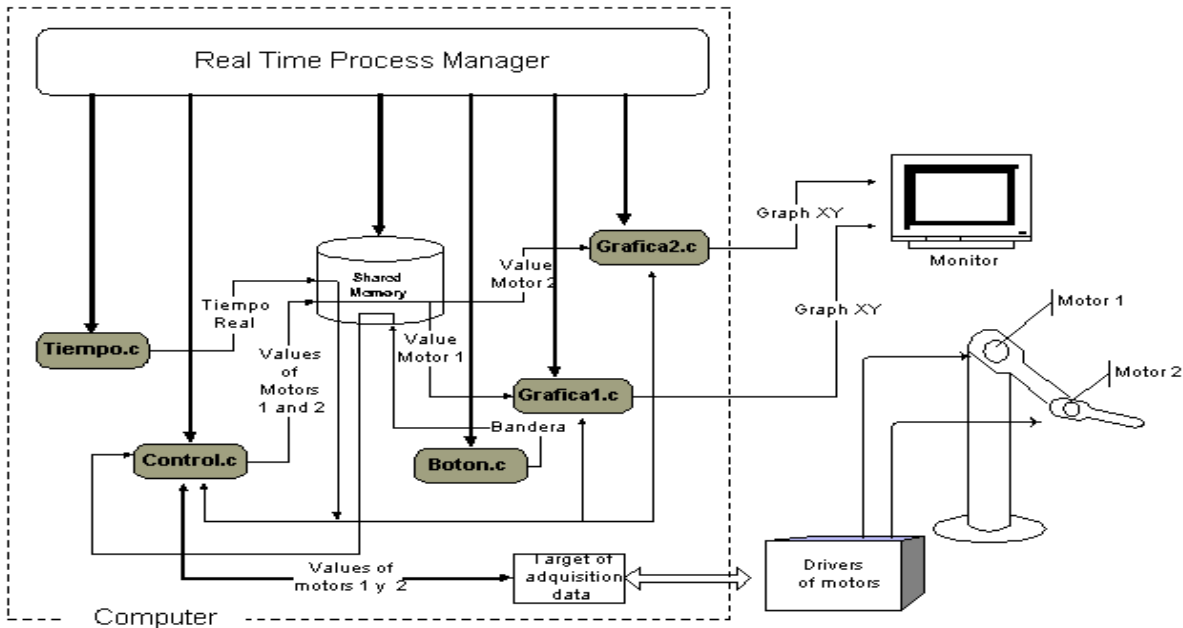 Real Time Process Manager
Graph XY
Grafica2.c
Monitor
Value
Motor 2
Shared
Memory
Tiempo
Real
Graph XY
Motor 1
Tiempo.c
Value
Motor 1
Values
of
Motors
1 and 2
Motor 2
Grafica1.c
Bandera
Control.c
Boton.c
Values of
motors 1 y 2
Target of
adquisition
data
Drivers
of motors
Computer